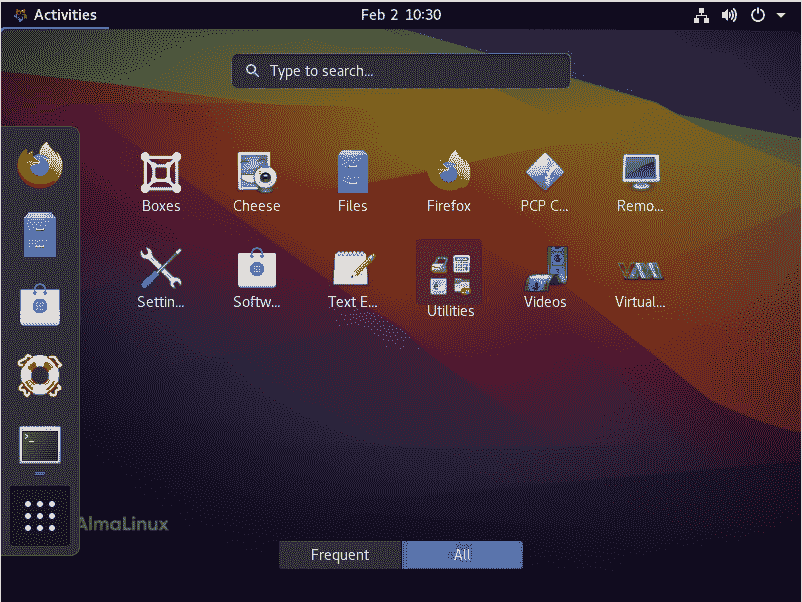 Activities
Feb 2 10:30
Type to search...
Boxes
Cheese
Files
Firefox
PCP C...
Remo...
Settin...
Softw...
Text E...
Utilities
Videos
Virtual...
AlmaLinux
Frequent
All